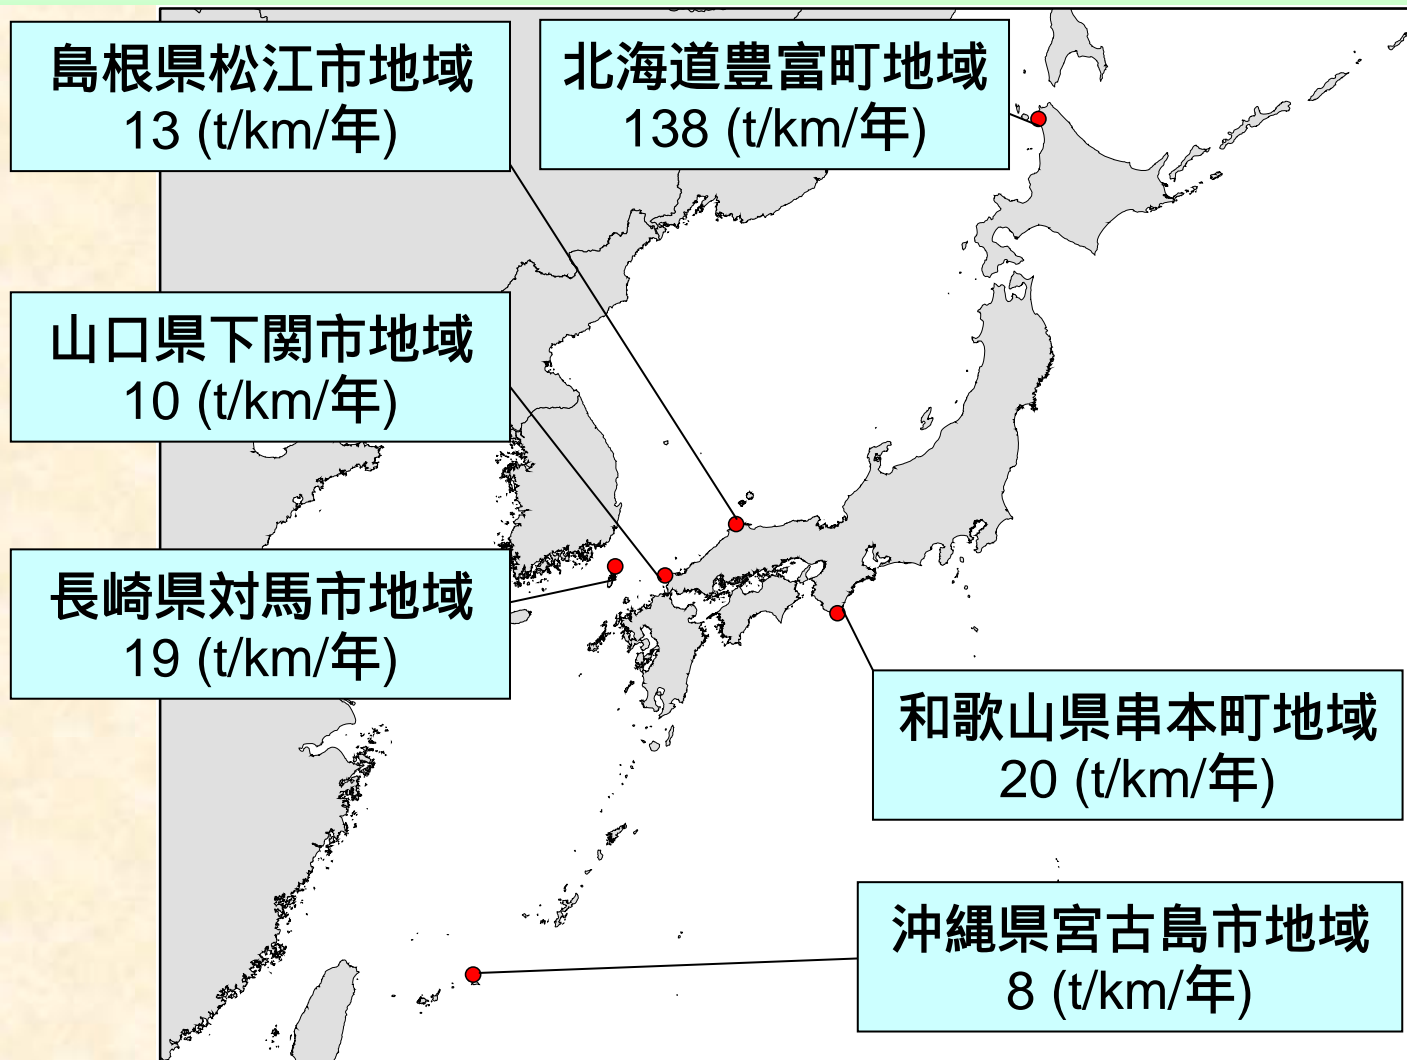 島根県松江市地域
13 (t/km/年)
北海道豊富町地域
138 (t/km/年)
山口県下関市地域
10 (t/km/年)
長崎県対馬市地域
19 (t/km/年)
和歌山県串本町地域
20 (t/km/年)
沖縄県宮古島市地域
8 (t/km/年)